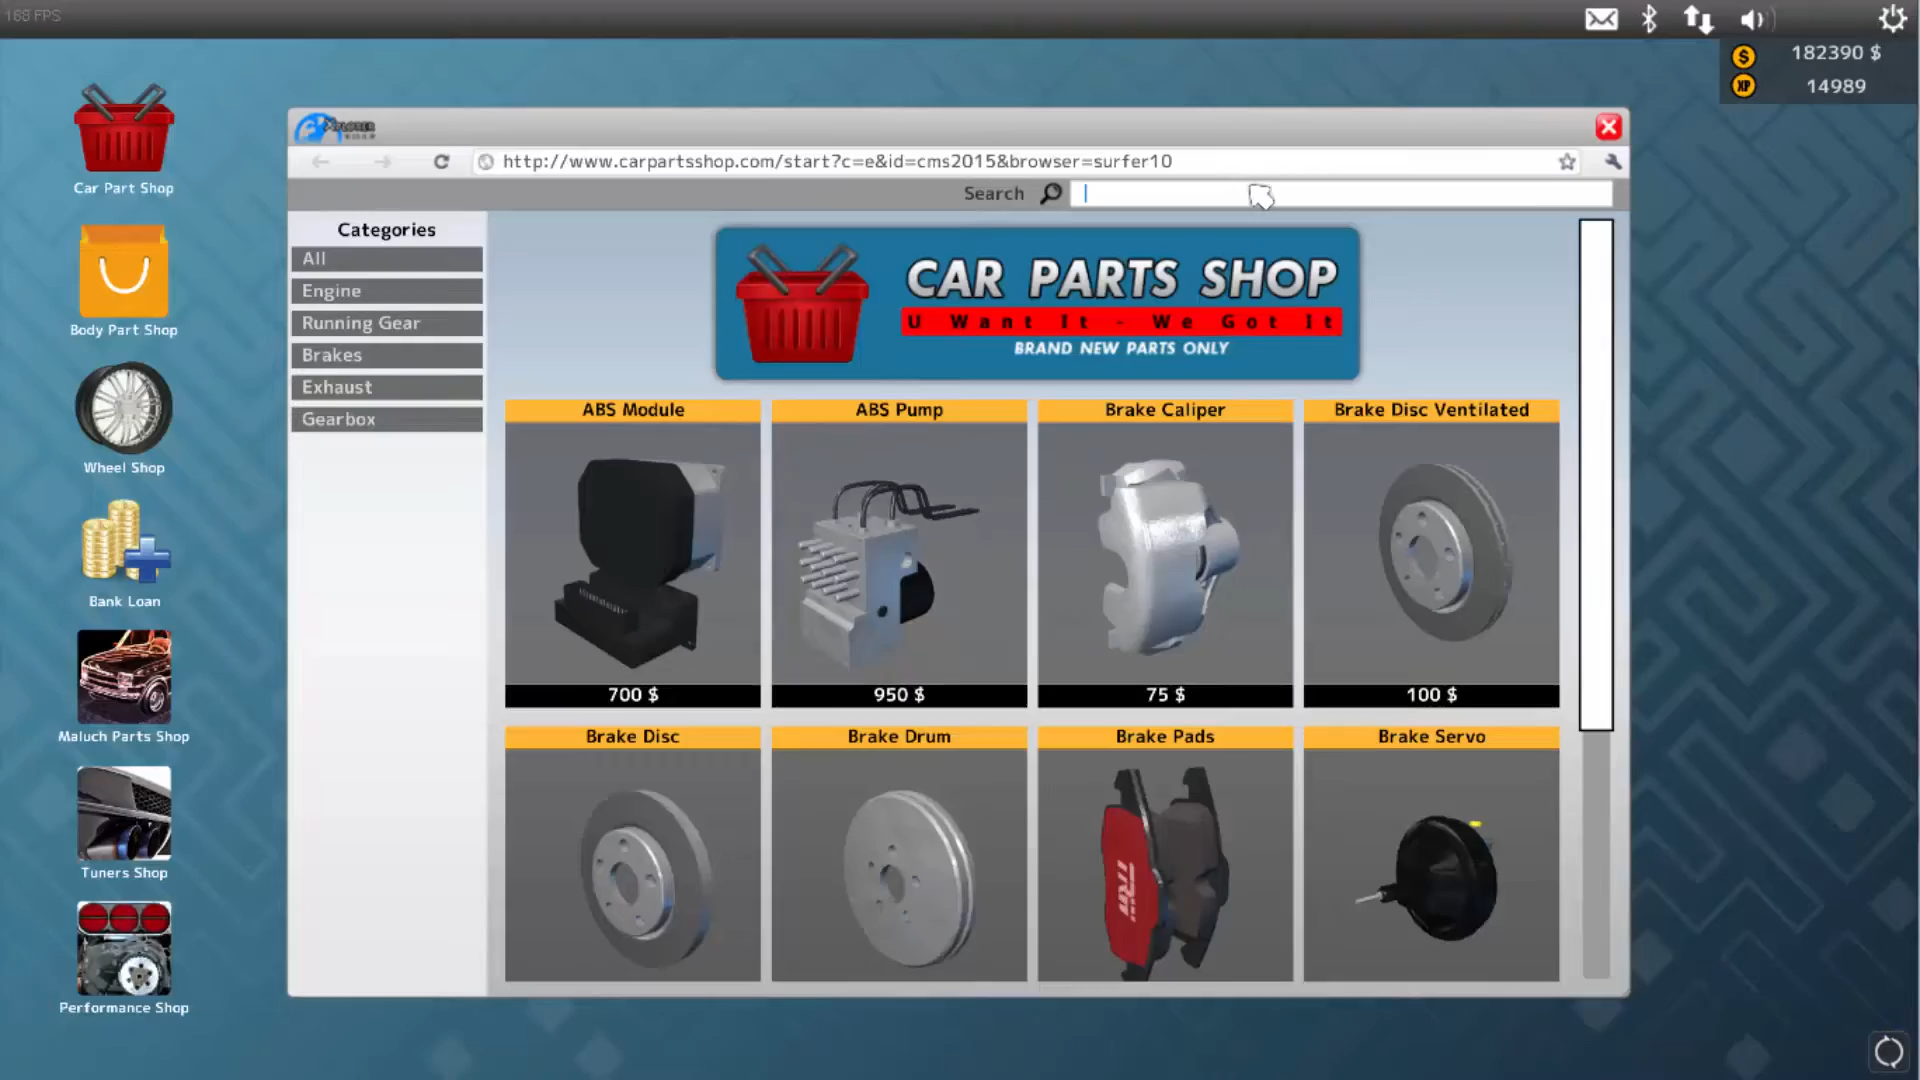 168 FPS
182390 $
XP
14989
Car Part Shop
Body Part Shop
Wheel Shop
Bank Loan
Maluch Parts Shop
Tuners Shop
Performance Shop
http://www.carpartsshop.com/start?c=e&id=cms2015&browser=surfer10
Search
Categories
All
Engine
Running Gear
Brakes
Exhaust
Gearbox
CAR PARTS SHOP
U Want It - We Got It
BRAND NEW PARTS ONLY
ABS Module
ABS Pump
Brake Caliper
Brake Disc Ventilated
700 $
950 $
75 $
100 $
Brake Disc
Brake Drum
Brake Pads
Brake Servo
TRW